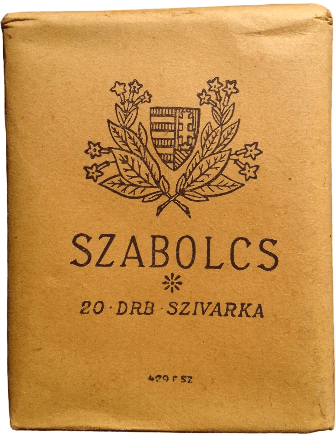 SZABOLCS
20 · DRB · SZIVARKA